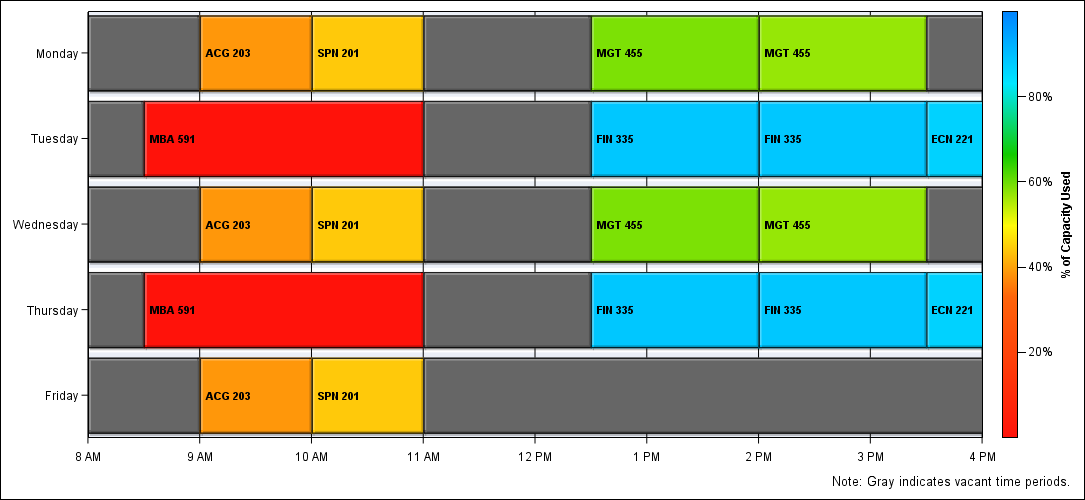 Monday ACG 203 SPN 201 MGT 455 MGT 455
80%
Tuesday MBA 591 FIN 335 FIN 335 ECN 221
60%
Wednesday ACG 203 SPN 201 MGT 455 MGT 455
% of Capacity Used
40%
Thursday MBA 591 FIN 335 FIN 335 ECN 221
20%
Friday ACG 203 SPN 201
8 AM 9 AM 10 AM 11 AM 12 PM 1 PM 2 PM 3 PM 4 PM
Note: Gray indicates vacant time periods.